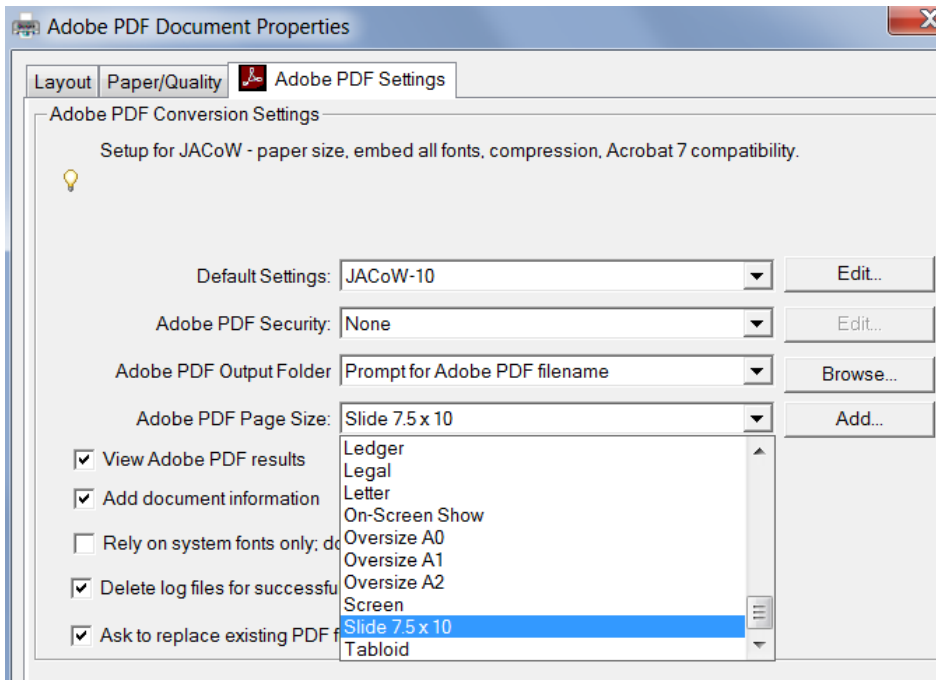 Adobe PDF Document Properties
Layout Paper/Quality Adobe PDF Settings
Adobe PDF Conversion Settings
Setup for JACoW - paper size, embed all fonts, compression, Acrobat 7 compatibility.
Default Settings: JACoW-10 Edit...
Adobe PDF Security: None Edit...
Adobe PDF Output Folder Prompt for Adobe PDF filename Browse...
Adobe PDF Page Size: Slide 7.5 x 10 Add...
View Adobe PDF results
Add document information
Rely on system fonts only; do
Delete log files for successfu
Ask to replace existing PDF f
Ledger
Legal
Letter
On-Screen Show
Oversize A0
Oversize A1
Oversize A2
Screen
Slide 7.5 x 10
Tabloid